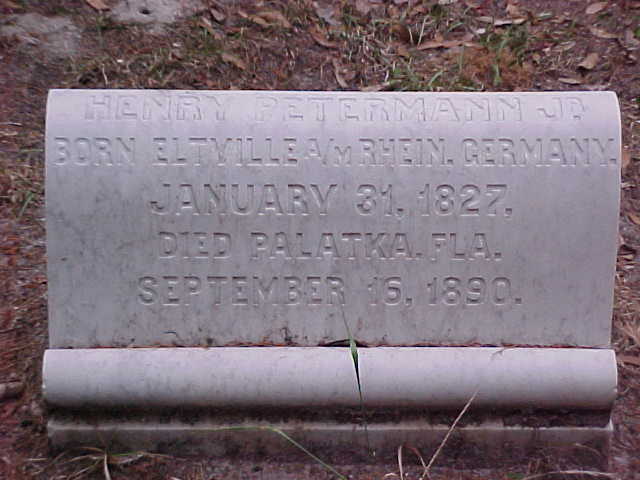 HENRY PETERMANN JR.
BORN ELTVILLE A/M RHEIN. GERMANY.
JANUARY 31, 1827,
DIED PALATKA. FLA.
SEPTEMBER 16, 1890.